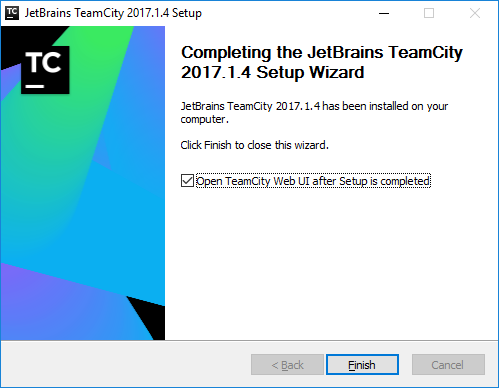 JetBrains TeamCity 2017.1.4 Setup
TC
Completing the JetBrains TeamCity
2017.1.4 Setup Wizard
JetBrains TeamCity 2017.1.4 has been installed on your
computer.
Click Finish to close this wizard.
Open TeamCity Web UI after Setup is completed
< Back
Finish
Cancel